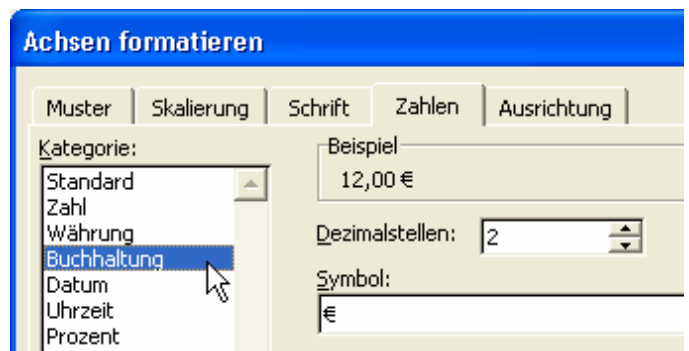 Achsen formatieren
Muster Skalierung Schrift Zahlen Ausrichtung
Kategorie:
Standard
Zahl
Währung
Buchhaltung
Datum
Uhrzeit
Prozent
Beispiel
12,00 €
Dezimalstellen: 2
Symbol:
€